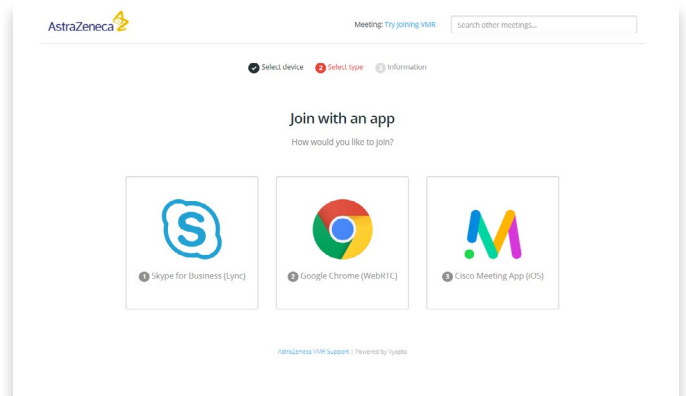 AstraZeneca
Meeting: Try Joining VMR
Search other meetings...
Select device 2 Select type 3 Information
Join with an app
How would you like to join?
1 Skype for Business (Lync)
2 Google Chrome (WebRTC)
3 Cisco Meeting App (iOS)
AstraZeneca VMR Support | Powered by Vyopta